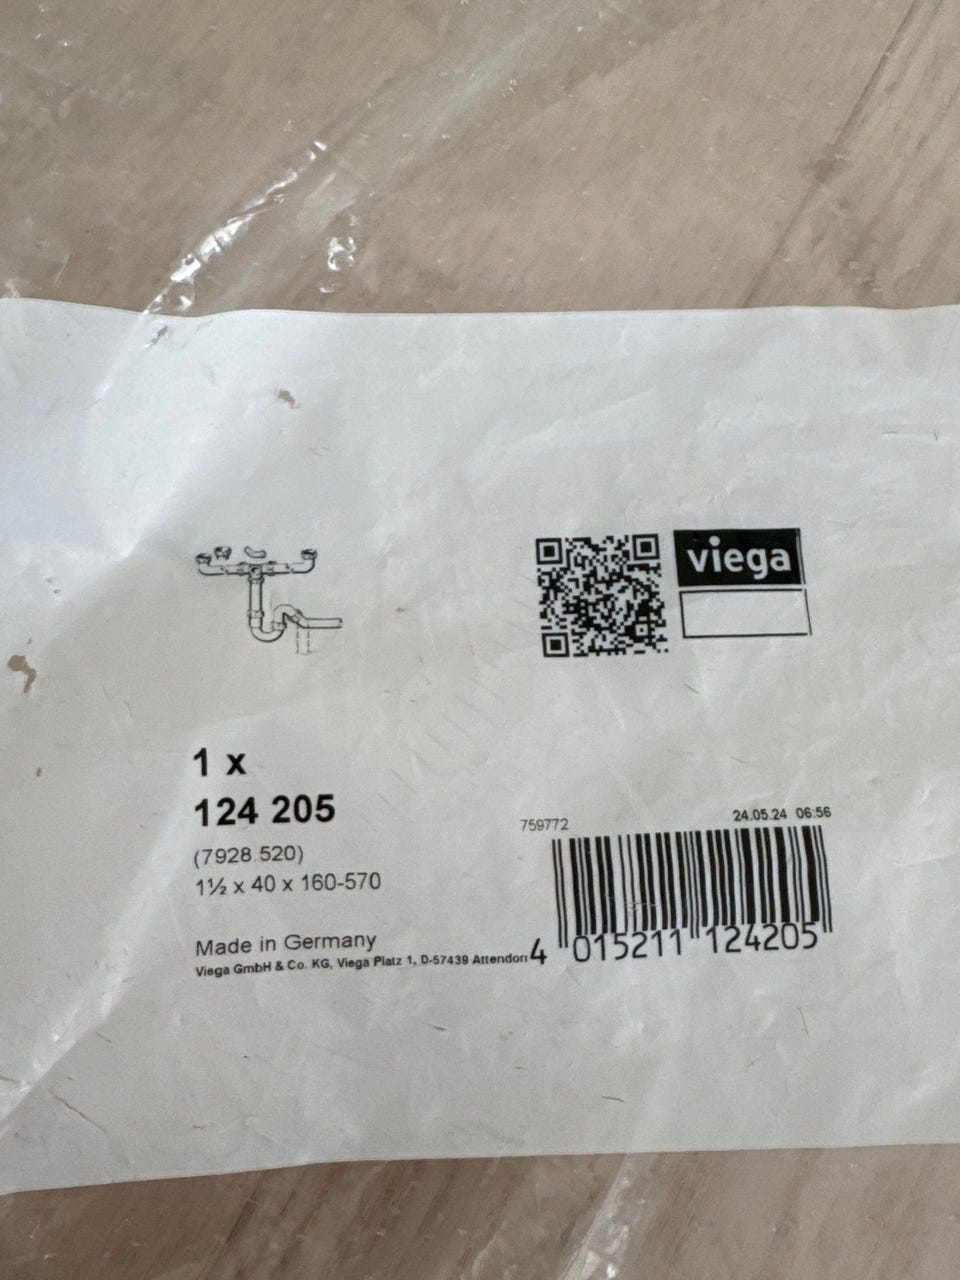 viega
1 x
124 205
(7928.520)
1½ x 40 x 160-570
Made in Germany
Viega GmbH & Co. KG, Viega Platz 1, D-57439 Attendorn
759772
24.05.24 06:56
4 015211 124205